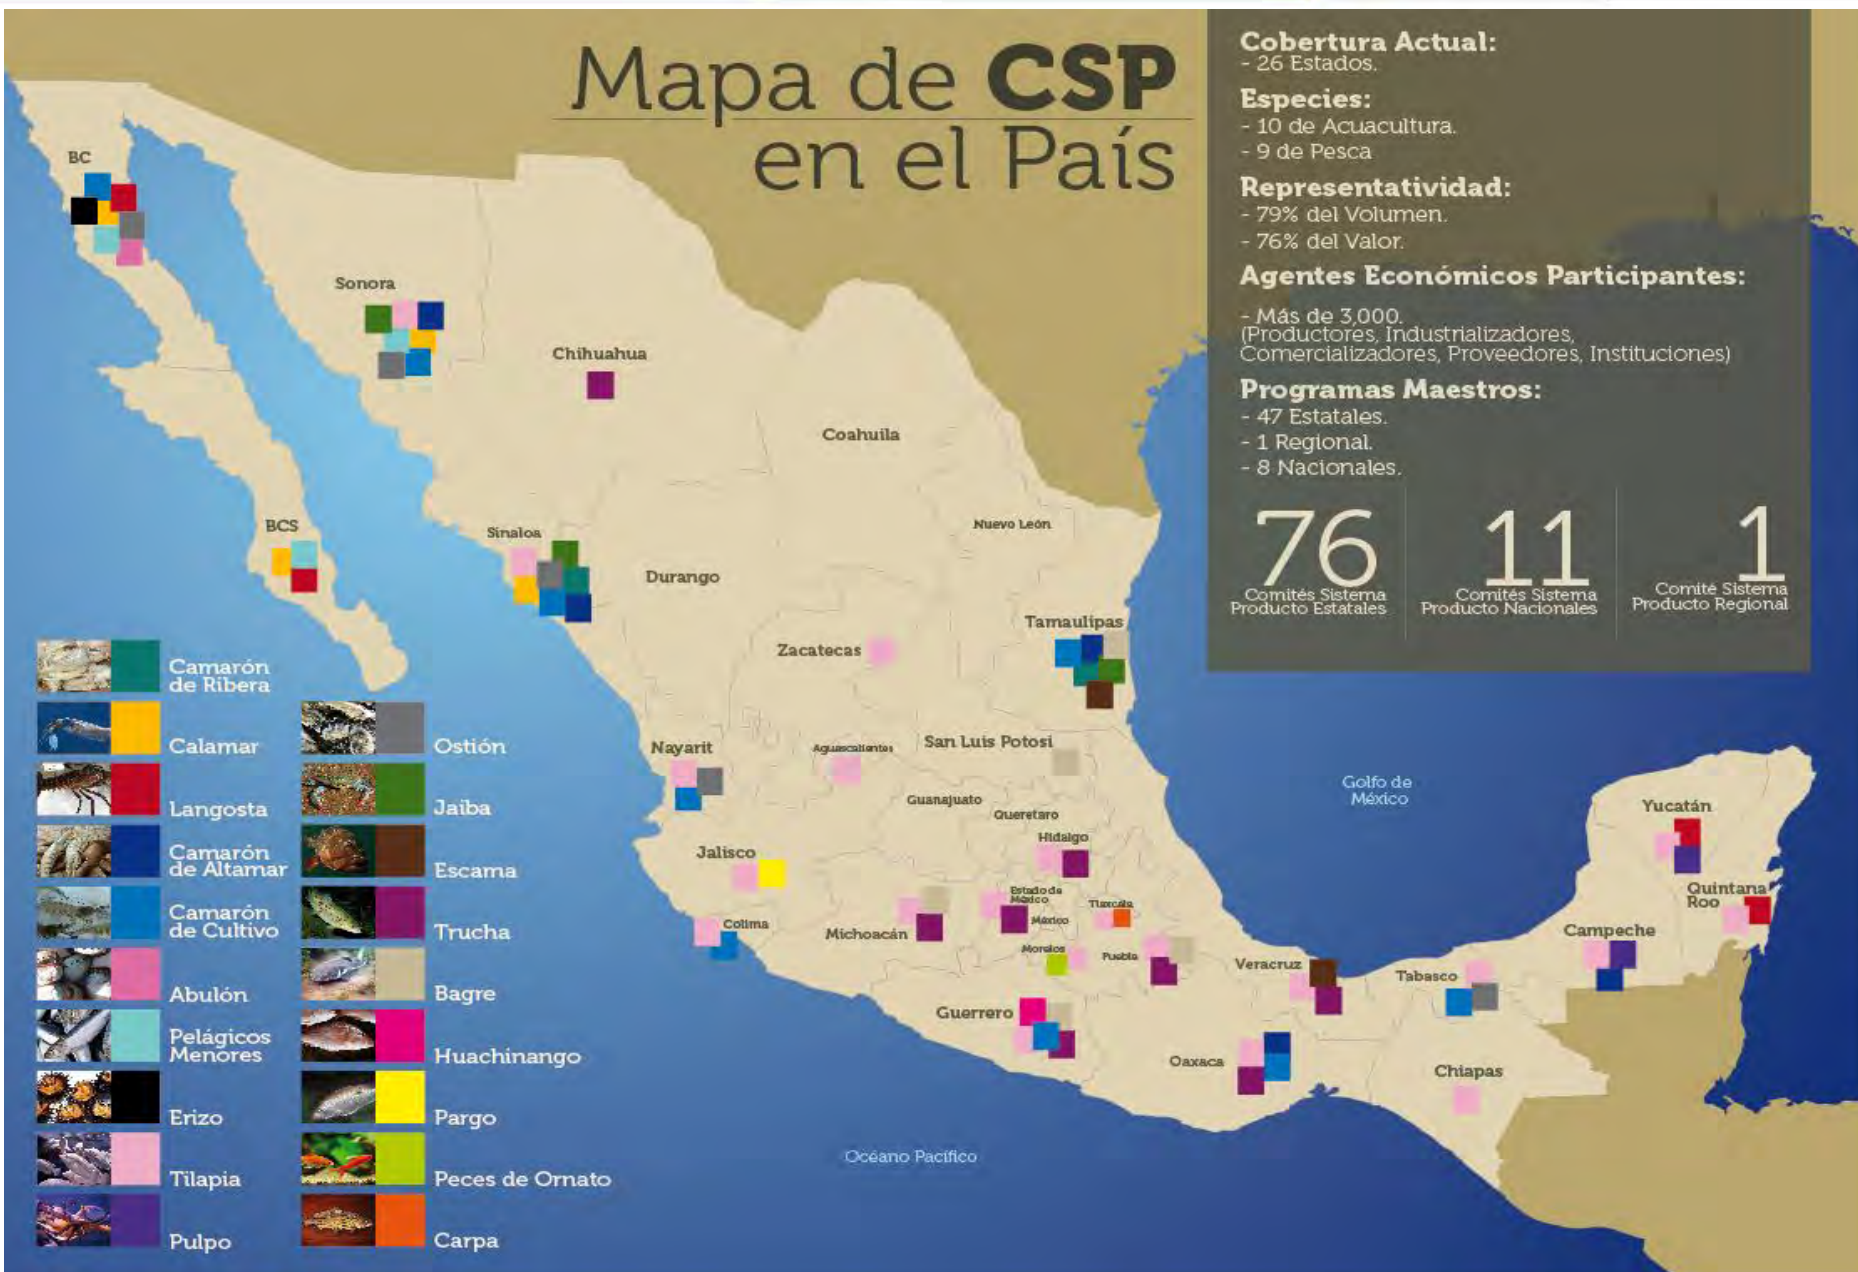 Mapa de CSP
en el País
Cobertura Actual:
- 26 Estados.
Especies:
- 10 de Acuacultura.
- 9 de Pesca
Representatividad:
- 79% del Volumen.
- 76% del Valor.
Agentes Económicos Participantes:
- Más de 3,000.
(Productores, Industrializadores,
Comercializadores, Proveedores, Instituciones)
Programas Maestros:
- 47 Estatales.
- 1 Regional.
- 8 Nacionales.
76
Comités Sistema
Producto Estatales
11
Comités Sistema
Producto Nacionales
1
Comité Sistema
Producto Regional
BC
Sonora
Chihuahua
Coahuila
BCS
Sinaloa
Nuevo León
Durango
Tamaulipas
Zacatecas
Nayarit
Aguascalientes
San Luis Potosi
Guanajuato
Queretaro
Hidalgo
Jalisco
Estado de
México
México
Tlaxcala
Colima
Michoacán
Morelos
Puebla
Veracruz
Guerrero
Oaxaca
Tabasco
Chiapas
Campeche
Yucatán
Quintana
Roo
Golfo de
México
Océano Pacífico
Camarón
de Ribera
Calamar
Langosta
Camarón
de Altamar
Camarón
de Cultivo
Abulón
Pelágicos
Menores
Erizo
Tilapia
Pulpo
Ostión
Jaiba
Escama
Trucha
Bagre
Huachinango
Pargo
Peces de Ornato
Carpa